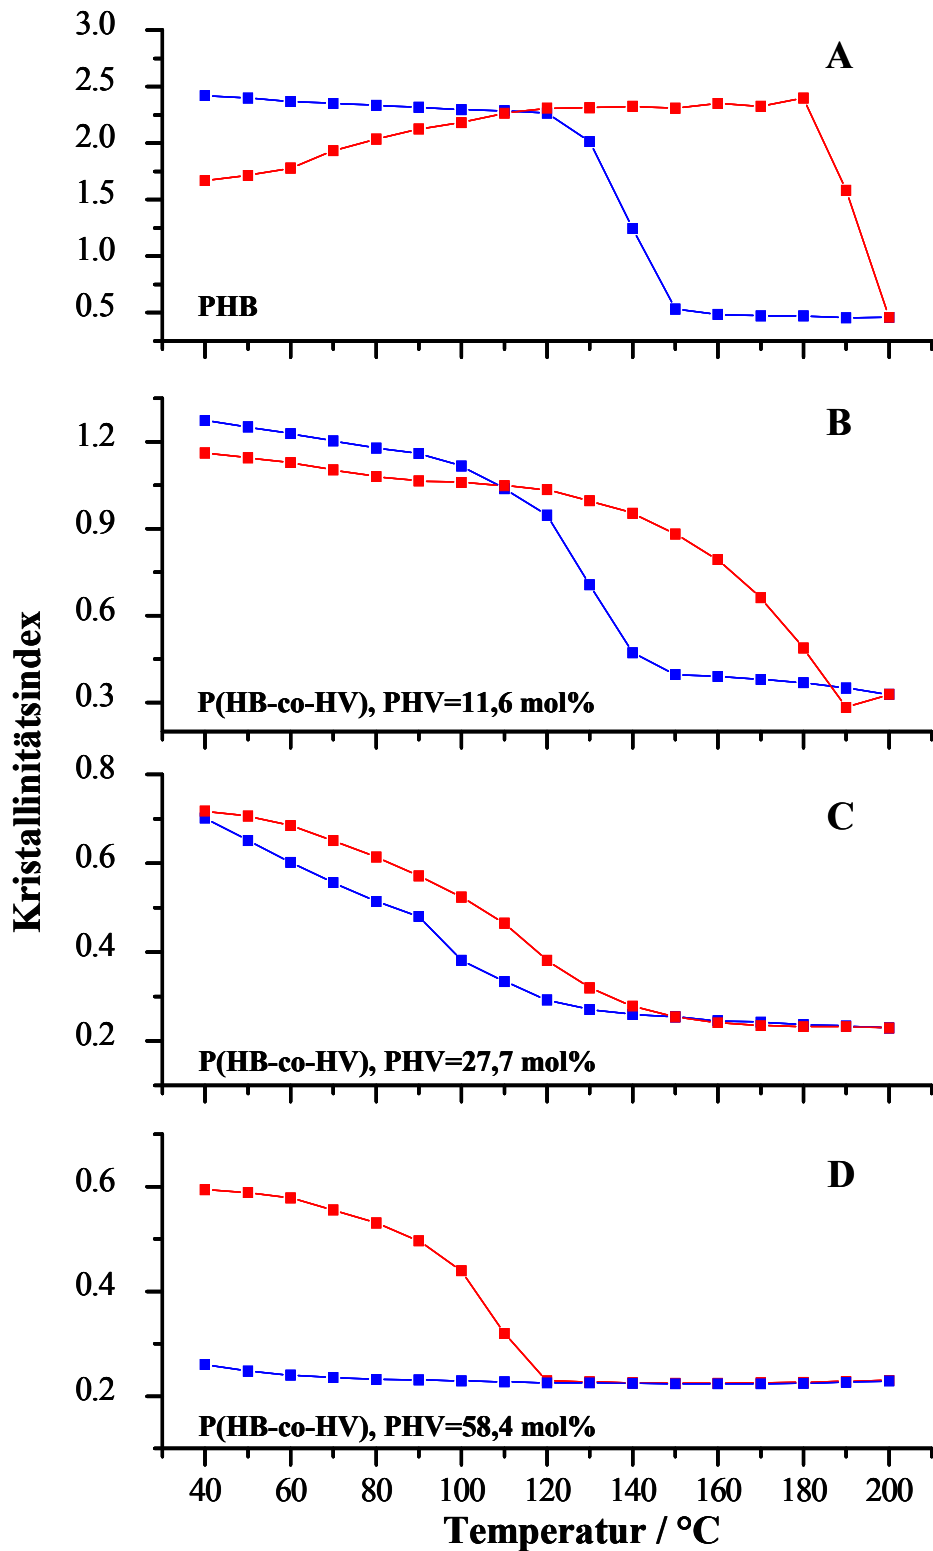 3.0
2.5
2.0
1.5
1.0
0.5
A
PHB
1.2
0.9
0.6
0.3
B
P(HB-co-HV), PHV=11,6 mol%
0.8
0.6
0.4
0.2
C
P(HB-co-HV), PHV=27,7 mol%
0.6
0.4
0.2
D
P(HB-co-HV), PHV=58,4 mol%
40 60 80 100 120 140 160 180 200
Temperatur / °C
Kristallinitätsindex